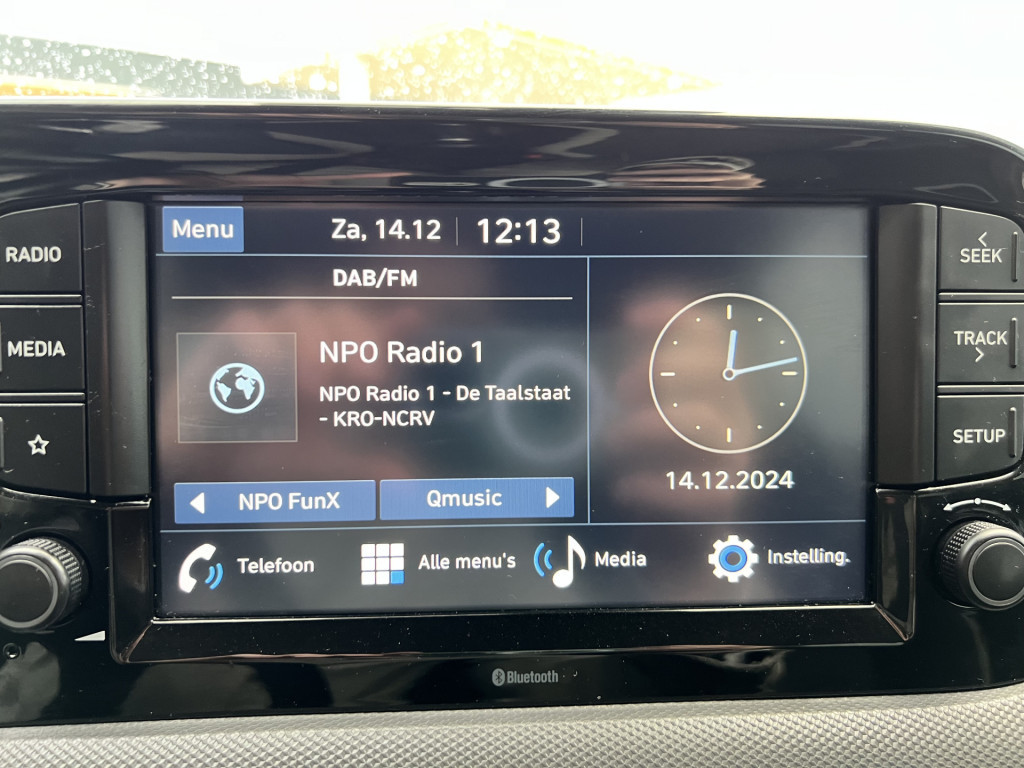 Menu
Za, 14.12
12:13
DAB/FM
NPO Radio 1
NPO Radio 1 - De Taalstaat
- KRO-NCRV
NPO FunX
Qmusic
14.12.2024
Telefoon
Alle menu's
Media
Instelling.
RADIO
MEDIA
SEEK
TRACK
SETUP
Bluetooth